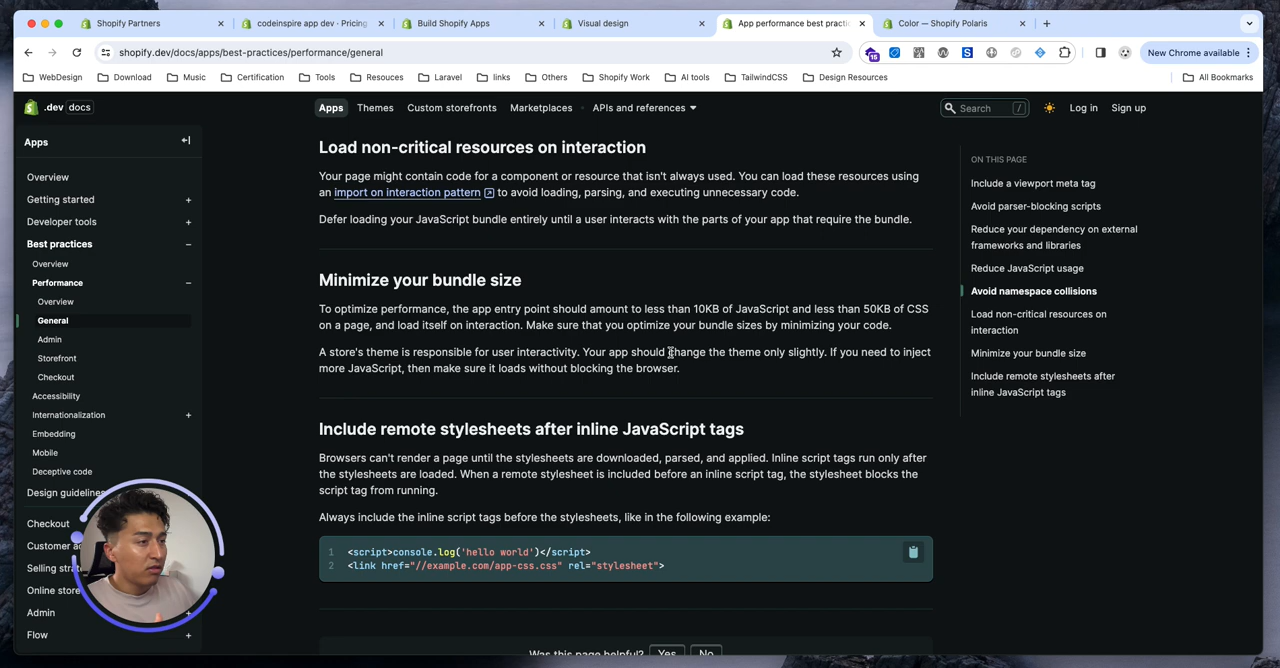 Shopify Partners
codeinspire app dev · Pricing
Build Shopify Apps
Visual design
App performance best practi
Color — Shopify Polaris
shopify.dev/docs/apps/best-practices/performance/general
15
New Chrome available
WebDesign
Download
Music
Certification
Tools
Resouces
Laravel
links
Others
Shopify Work
AI tools
TailwindCSS
Design Resources
All Bookmarks
.dev docs
Apps
Themes
Custom storefronts
Marketplaces
APIs and references
Search /
Log in
Sign up
Apps
Overview
Getting started
Developer tools
Best practices
Overview
Performance
Overview
General
Admin
Storefront
Checkout
Accessibility
Internationalization
Embedding
Mobile
Deceptive code
Design guidelines
Checkout
Customer a
Selling stra
Online store
Admin
Flow
Load non-critical resources on interaction
Your page might contain code for a component or resource that isn't always used. You can load these resources using
an import on interaction pattern to avoid loading, parsing, and executing unnecessary code.
Defer loading your JavaScript bundle entirely until a user interacts with the parts of your app that require the bundle.
Minimize your bundle size
To optimize performance, the app entry point should amount to less than 10KB of JavaScript and less than 50KB of CSS
on a page, and load itself on interaction. Make sure that you optimize your bundle sizes by minimizing your code.
A store's theme is responsible for user interactivity. Your app should change the theme only slightly. If you need to inject
more JavaScript, then make sure it loads without blocking the browser.
Include remote stylesheets after inline JavaScript tags
Browsers can't render a page until the stylesheets are downloaded, parsed, and applied. Inline script tags run only after
the stylesheets are loaded. When a remote stylesheet is included before an inline script tag, the stylesheet blocks the
script tag from running.
Always include the inline script tags before the stylesheets, like in the following example:
1 <script>console.log('hello world')</script>
2 <link href="//example.com/app-css.css" rel="stylesheet">
Was this page helpful? Yes No
ON THIS PAGE
Include a viewport meta tag
Avoid parser-blocking scripts
Reduce your dependency on external
frameworks and libraries
Reduce JavaScript usage
Avoid namespace collisions
Load non-critical resources on
interaction
Minimize your bundle size
Include remote stylesheets after
inline JavaScript tags